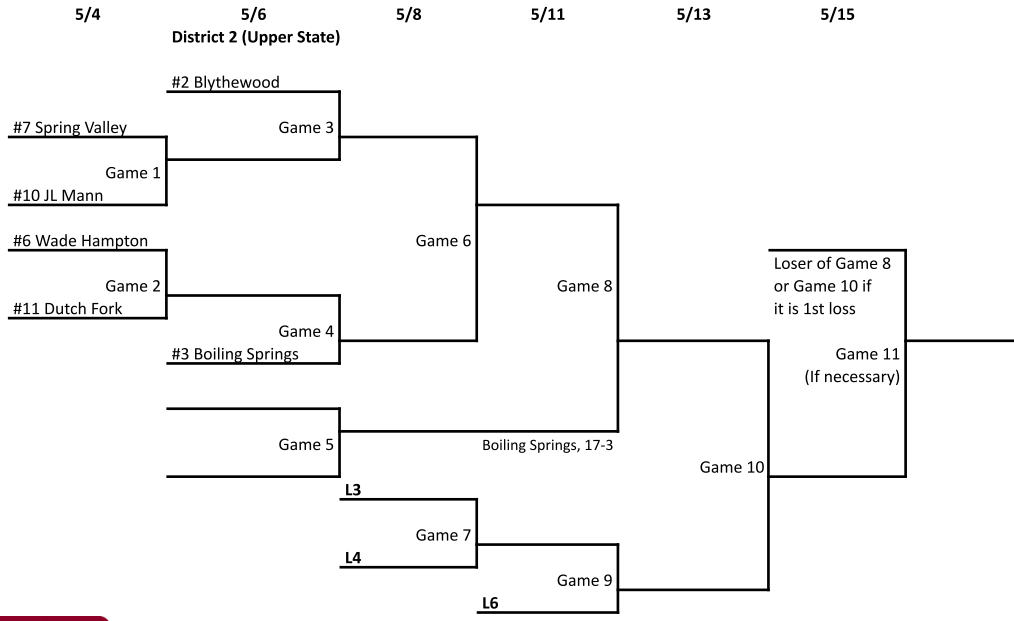 5/4 5/6 5/8 5/11 5/13 5/15
District 2 (Upper State)
#2 Blythewood
#7 Spring Valley
Game 3
Game 1
#10 JL Mann
#6 Wade Hampton
Game 6
Loser of Game 8
or Game 10 if
it is 1st loss
Game 2
Game 8
#11 Dutch Fork
Game 4
#3 Boiling Springs
Game 11
(If necessary)
Game 5
Boiling Springs, 17-3
Game 10
L3
Game 7
L4
Game 9
L6